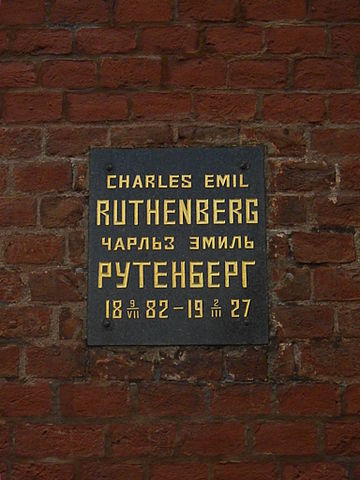 CHARLES EMIL
RUTHENBERG
ЧАРЛЬЗ ЭМИЛЬ
РУТЕНБЕРГ
18 9/VII 82–19 2/III 27